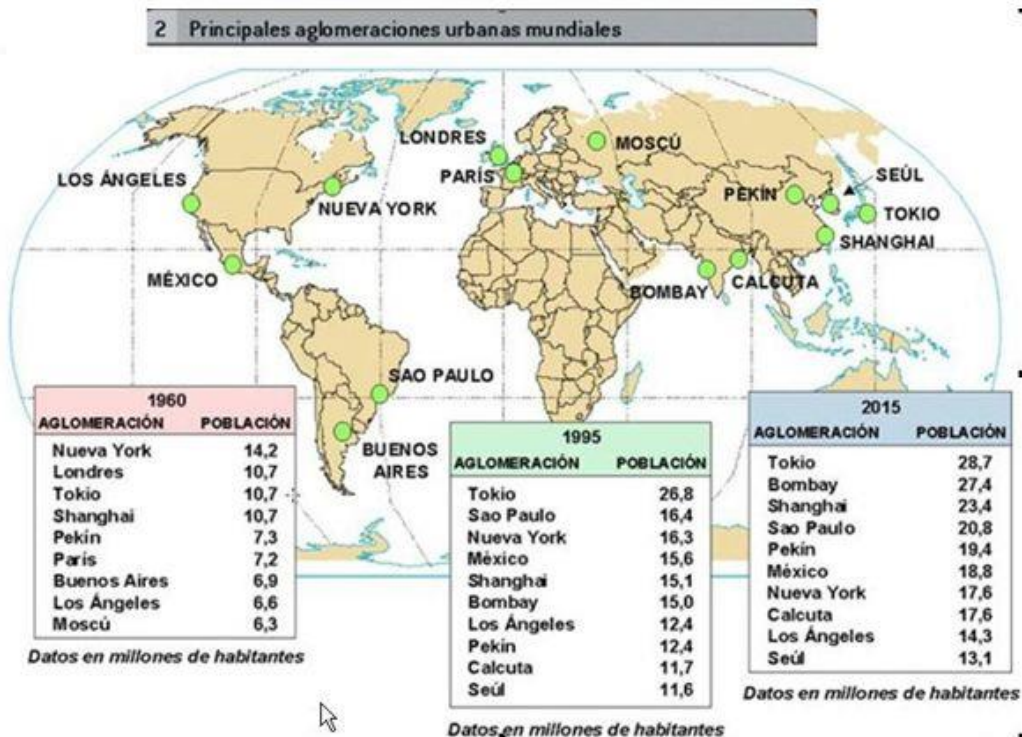 2 Principales aglomeraciones urbanas mundiales
LONDRES
MOSCÚ
LOS ÁNGELES
PARÍS
SEÚL
PEKÍN
NUEVA YORK
TOKIO
SHANGHAI
MÉXICO
BOMBAY
CALCUTA
SAO PAULO
BUENOS
AIRES
1960
AGLOMERACIÓN POBLACIÓN
Nueva York 14,2
Londres 10,7
Tokio 10,7
Shanghai 10,7
Pekín 7,3
París 7,2
Buenos Aires 6,9
Los Ángeles 6,6
Moscú 6,3
Datos en millones de habitantes
1995
AGLOMERACIÓN POBLACIÓN
Tokio 26,8
Sao Paulo 16,4
Nueva York 16,3
México 15,6
Shanghai 15,1
Bombay 15,0
Los Ángeles 12,4
Pekín 12,4
Calcuta 11,7
Seúl 11,6
Datos en millones de habitantes
2015
AGLOMERACIÓN POBLACIÓN
Tokio 28,7
Bombay 27,4
Shanghai 23,4
Sao Paulo 20,8
Pekín 19,4
México 18,8
Nueva York 17,6
Calcuta 17,6
Los Ángeles 14,3
Seúl 13,1
Datos en millones de habitantes